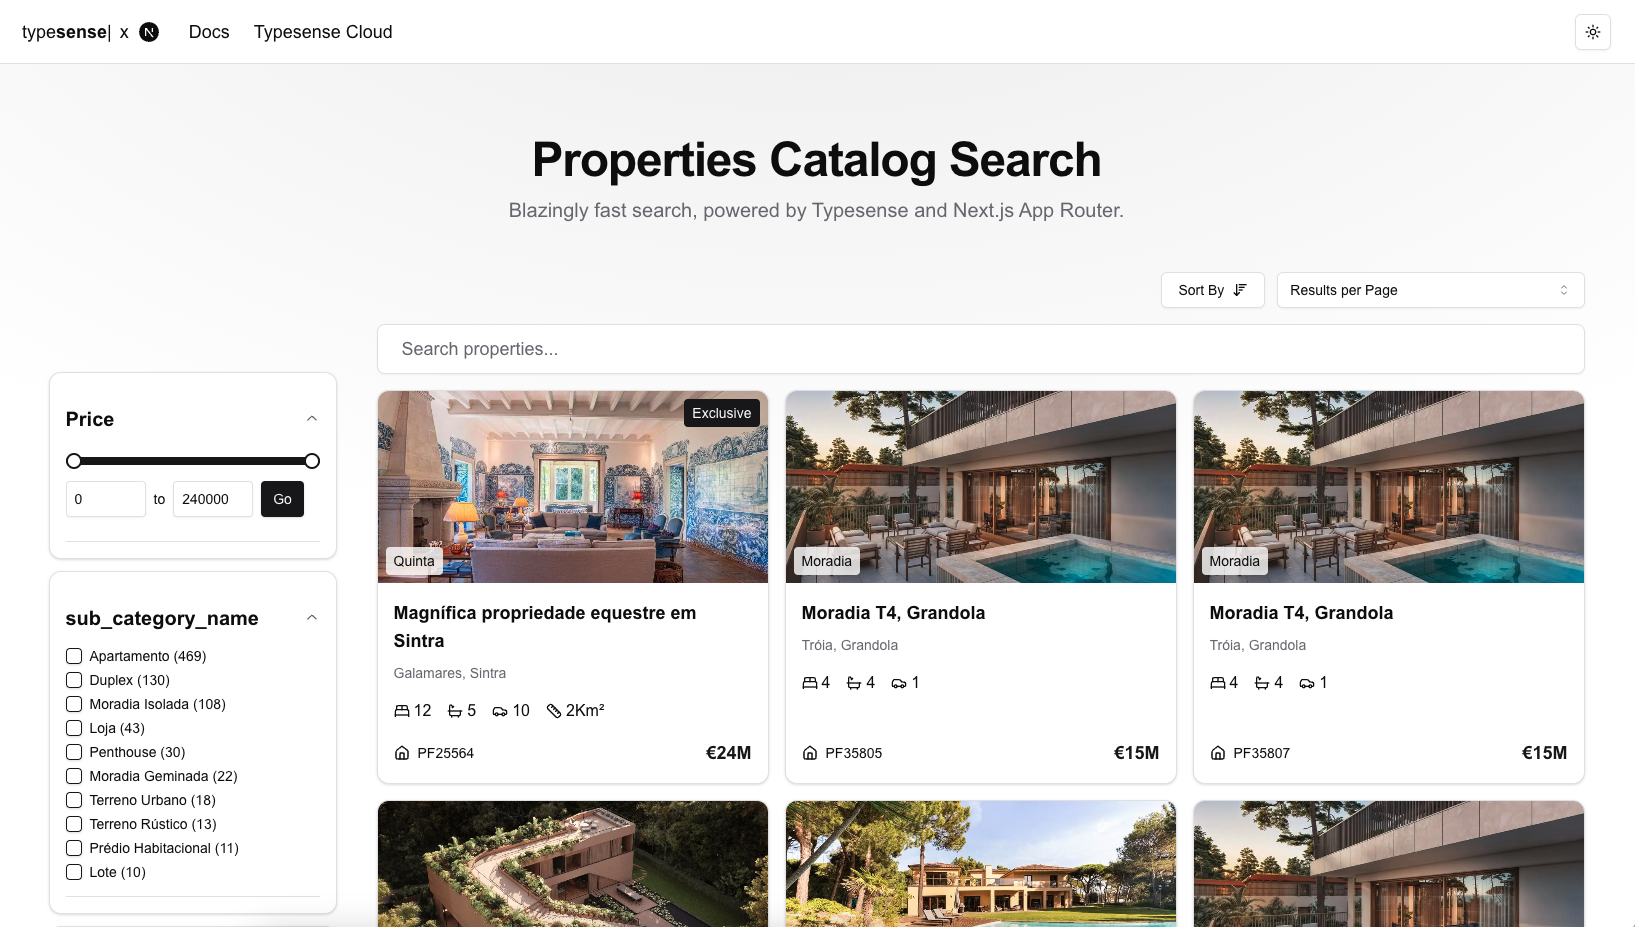 typesense| x N Docs Typesense Cloud
Properties Catalog Search
Blazingly fast search, powered by Typesense and Next.js App Router.
Sort By
Results per Page
Search properties...
Price
0 to 240000 Go
sub_category_name
Apartamento (469)
Duplex (130)
Moradia Isolada (108)
Loja (43)
Penthouse (30)
Moradia Geminada (22)
Terreno Urbano (18)
Terreno Rústico (13)
Prédio Habitacional (11)
Lote (10)
Exclusive
Quinta
Magnífica propriedade equestre em
Sintra
Galamares, Sintra
12 5 10 2Km²
PF25564 €24M
Moradia
Moradia T4, Grandola
Tróia, Grandola
4 4 1
PF35805 €15M
Moradia
Moradia T4, Grandola
Tróia, Grandola
4 4 1
PF35807 €15M